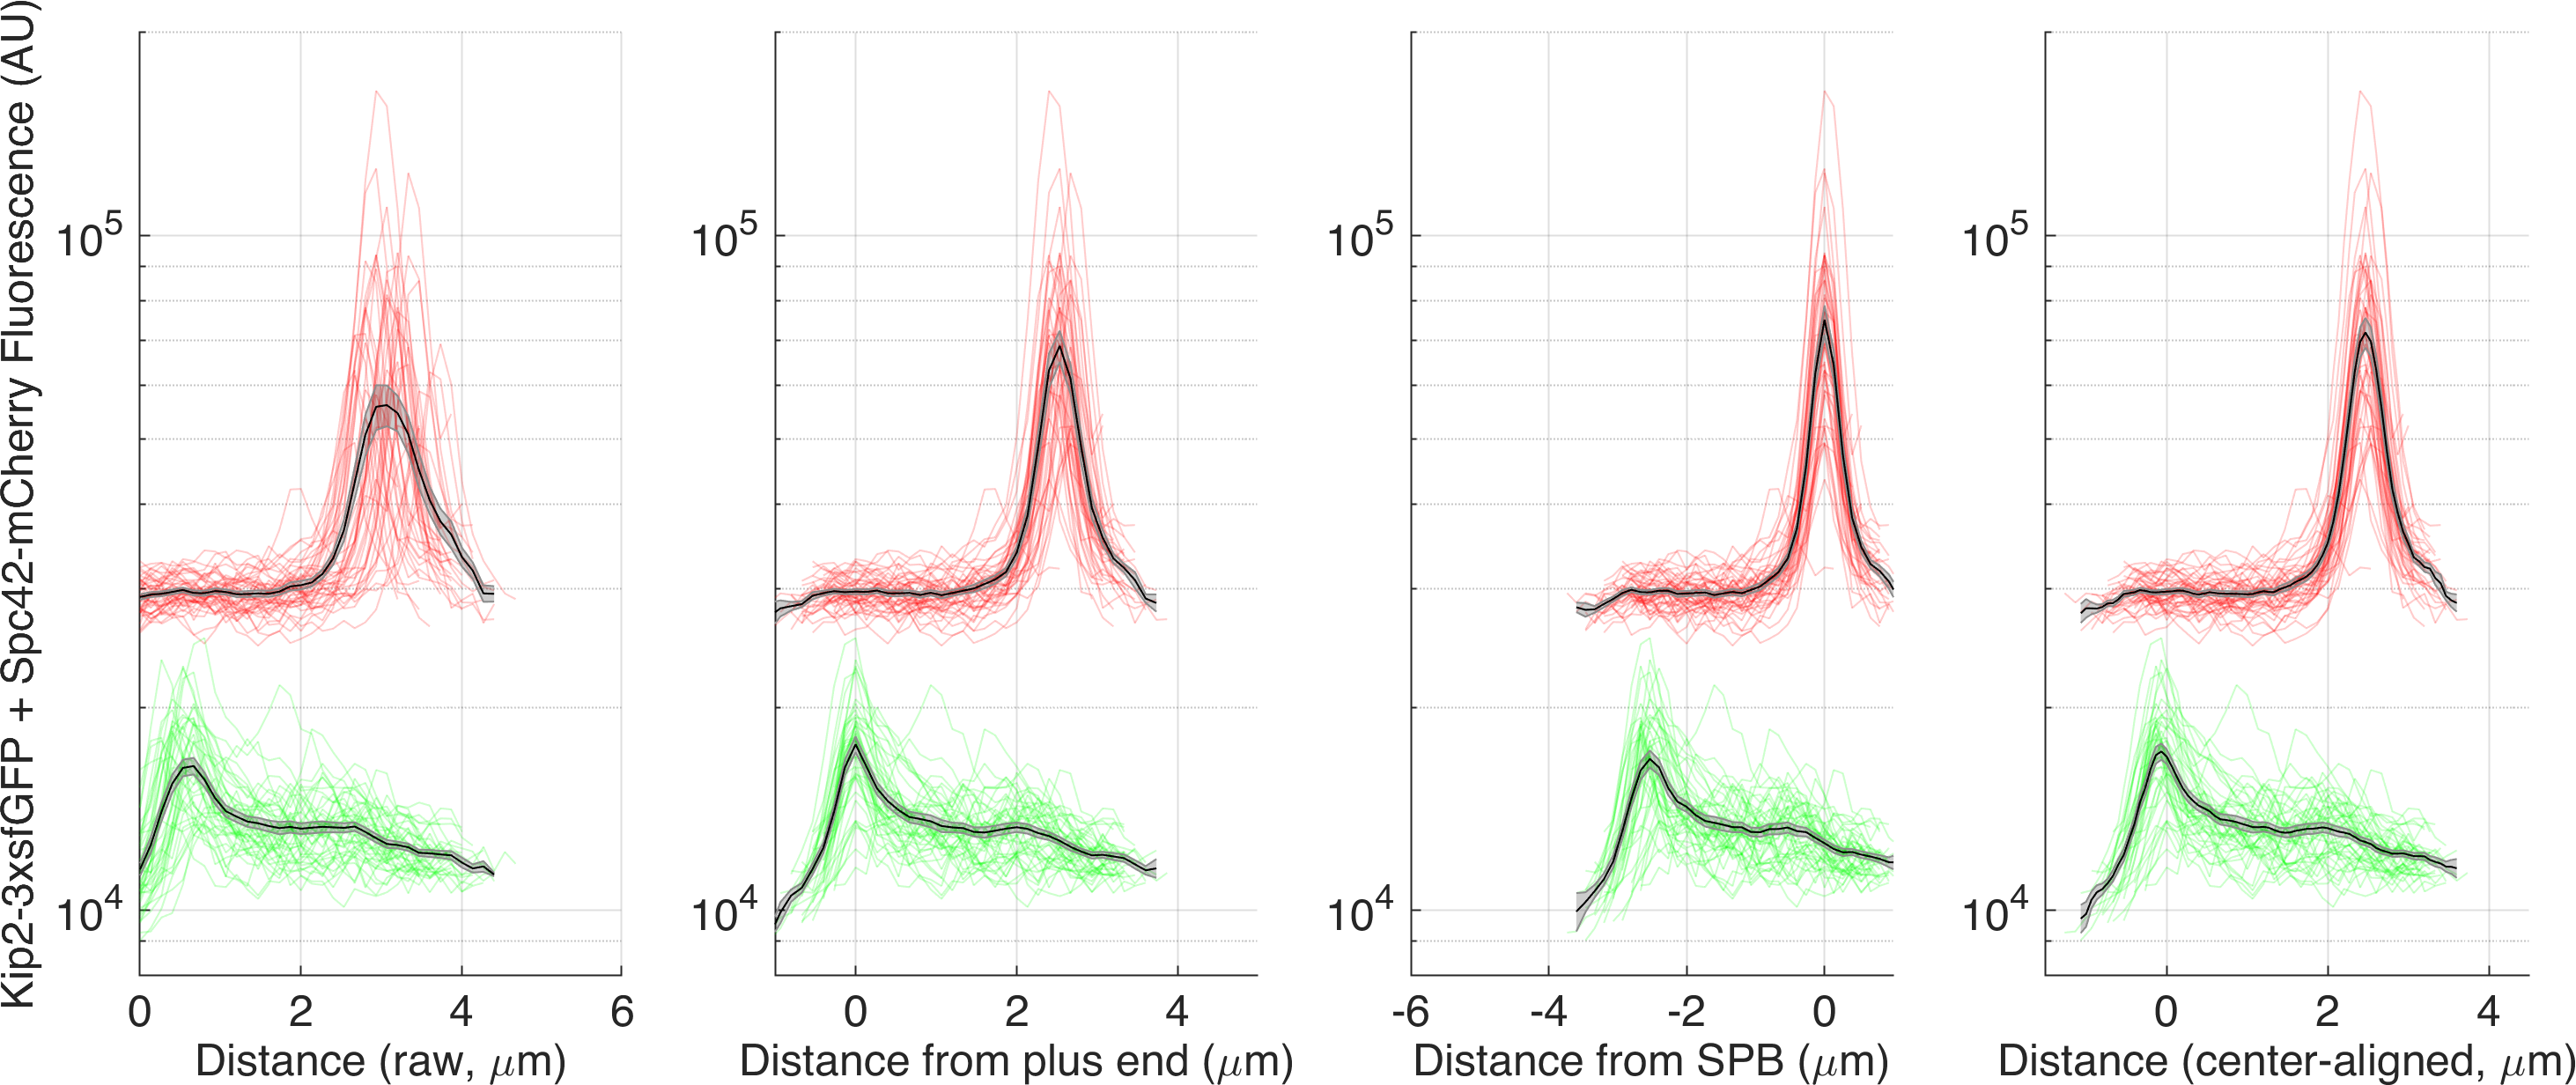 Kip2-3xsfGFP + Spc42-mCherry Fluorescence (AU)
10^5
10^4
0 2 4 6
Distance (raw, μm)
10^5
10^4
0 2 4
Distance from plus end (μm)
10^5
10^4
-6 -4 -2 0
Distance from SPB (μm)
10^5
10^4
0 2 4
Distance (center-aligned, μm)